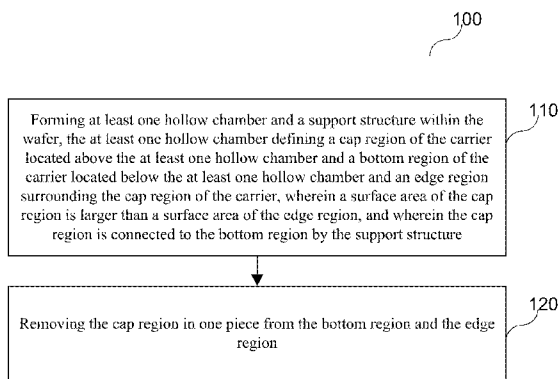 100
110
Forming at least one hollow chamber and a support structure within the
wafer, the at least one hollow chamber defining a cap region of the carrier
located above the at least one hollow chamber and a bottom region of the
carrier located below the at least one hollow chamber and an edge region
surrounding the cap region of the carrier, wherein a surface area of the cap
region is larger than a surface area of the edge region, and wherein the cap
region is connected to the bottom region by the support structure
120
Removing the cap region in one piece from the bottom region and the edge
region